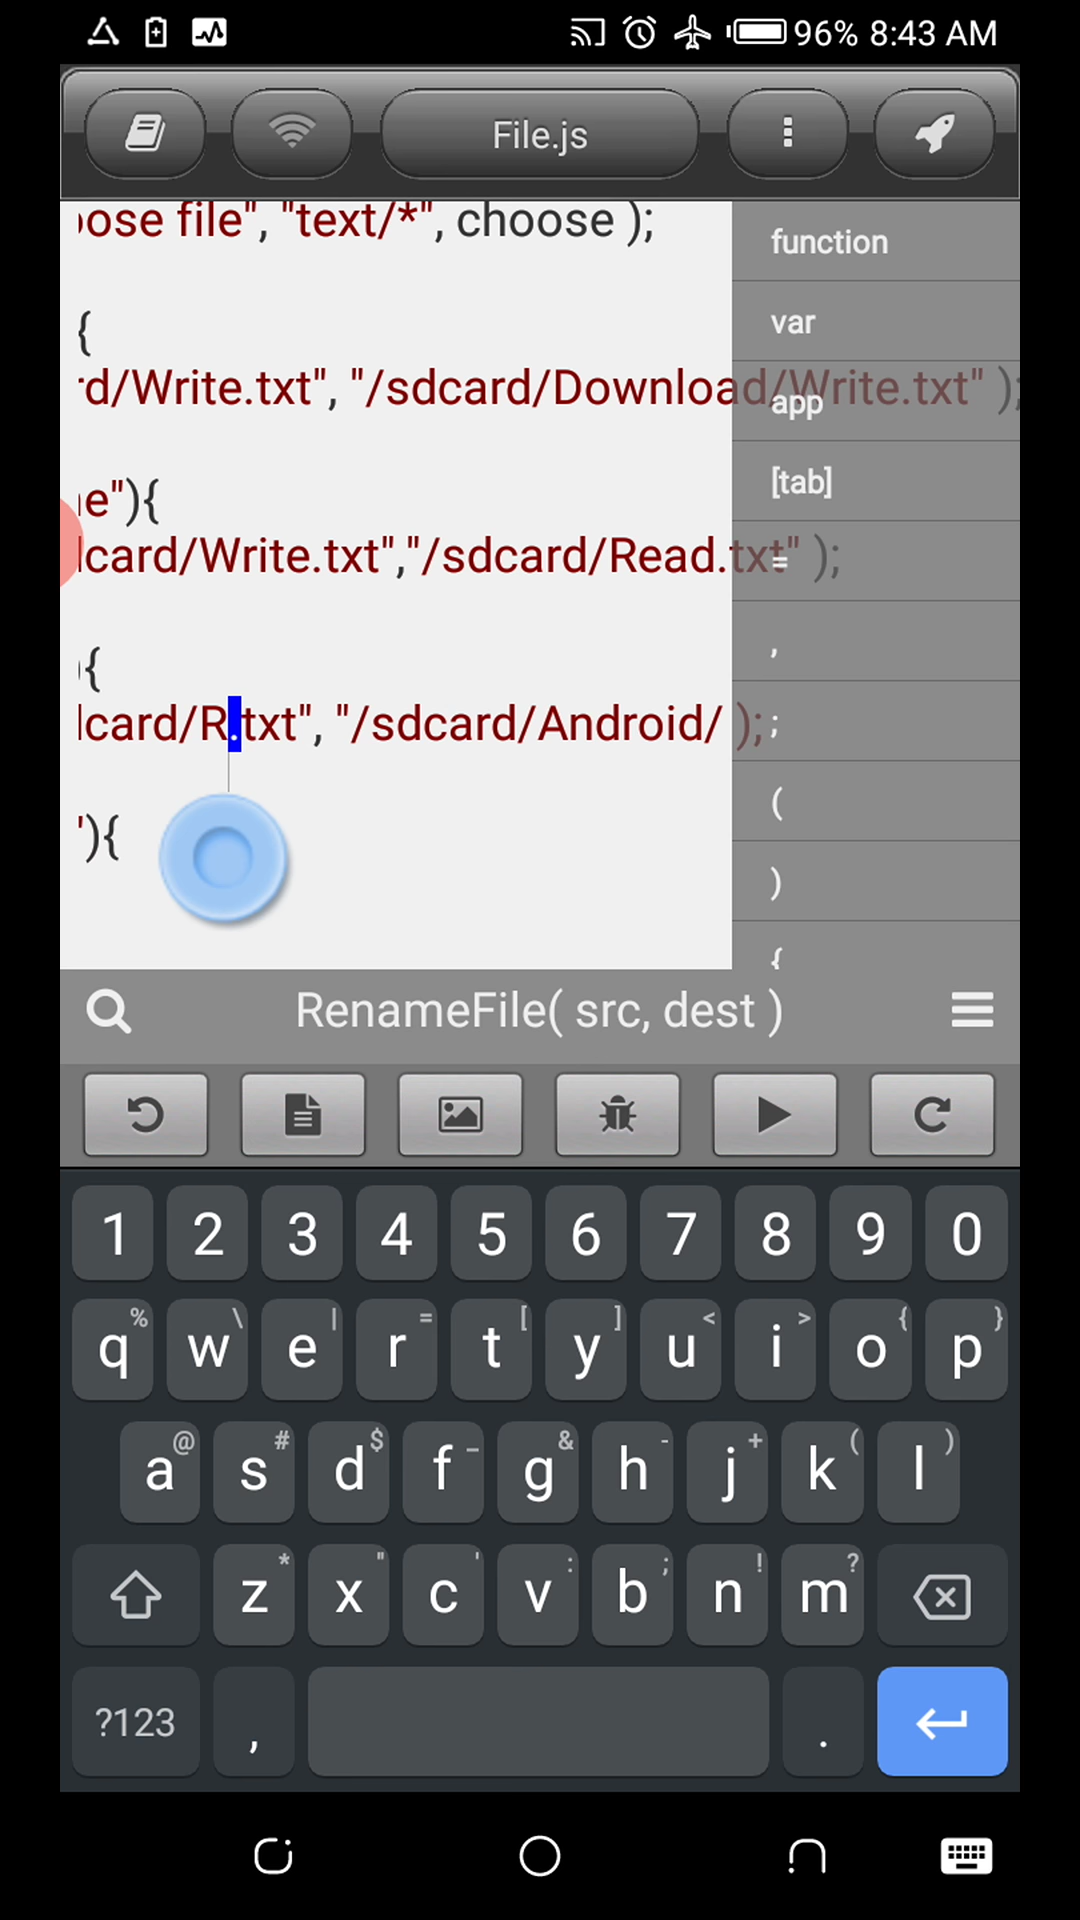 96% 8:43 AM
File.js
ose file", "text/*", choose );
{
d/Write.txt", "/sdcard/Download/Write.txt" );
e"){
card/Write.txt","/sdcard/Read.txt" );
{
card/R.txt", "/sdcard/Android/ );
"){
function
var
app
[tab]
=
,
;
(
)
{
RenameFile( src, dest )
1 2 3 4 5 6 7 8 9 0
% \ | = [ ] < > { }
q w e r t y u i o p
@ # $ _ & - + ( )
a s d f g h j k l
* " ' : ; ! ?
z x c v b n m
?123 , .